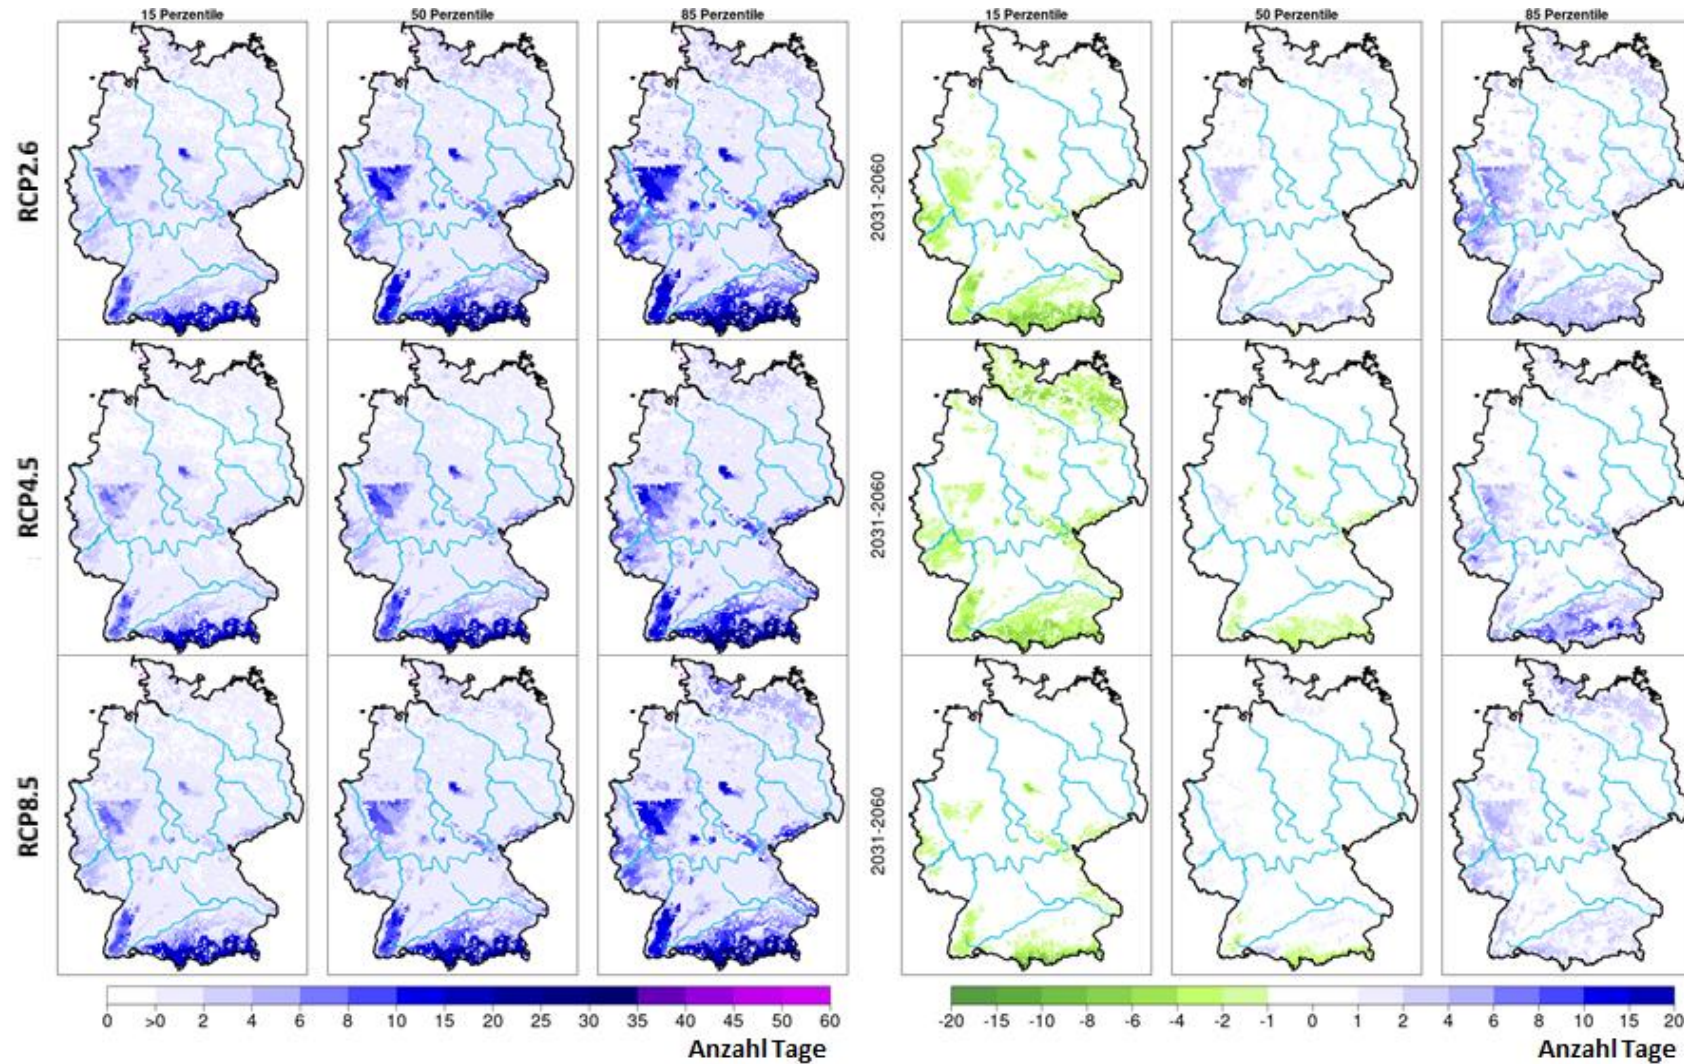 15 Perzentile 50 Perzentile 85 Perzentile 15 Perzentile 50 Perzentile 85 Perzentile
RCP2.6 2031-2060
RCP4.5 2031-2060
RCP8.5 2031-2060
0 >0 2 4 6 8 10 15 20 25 30 35 40 45 50 60
Anzahl Tage
-20 -15 -10 -8 -6 -4 -2 -1 0 1 2 4 6 8 10 15 20
Anzahl Tage